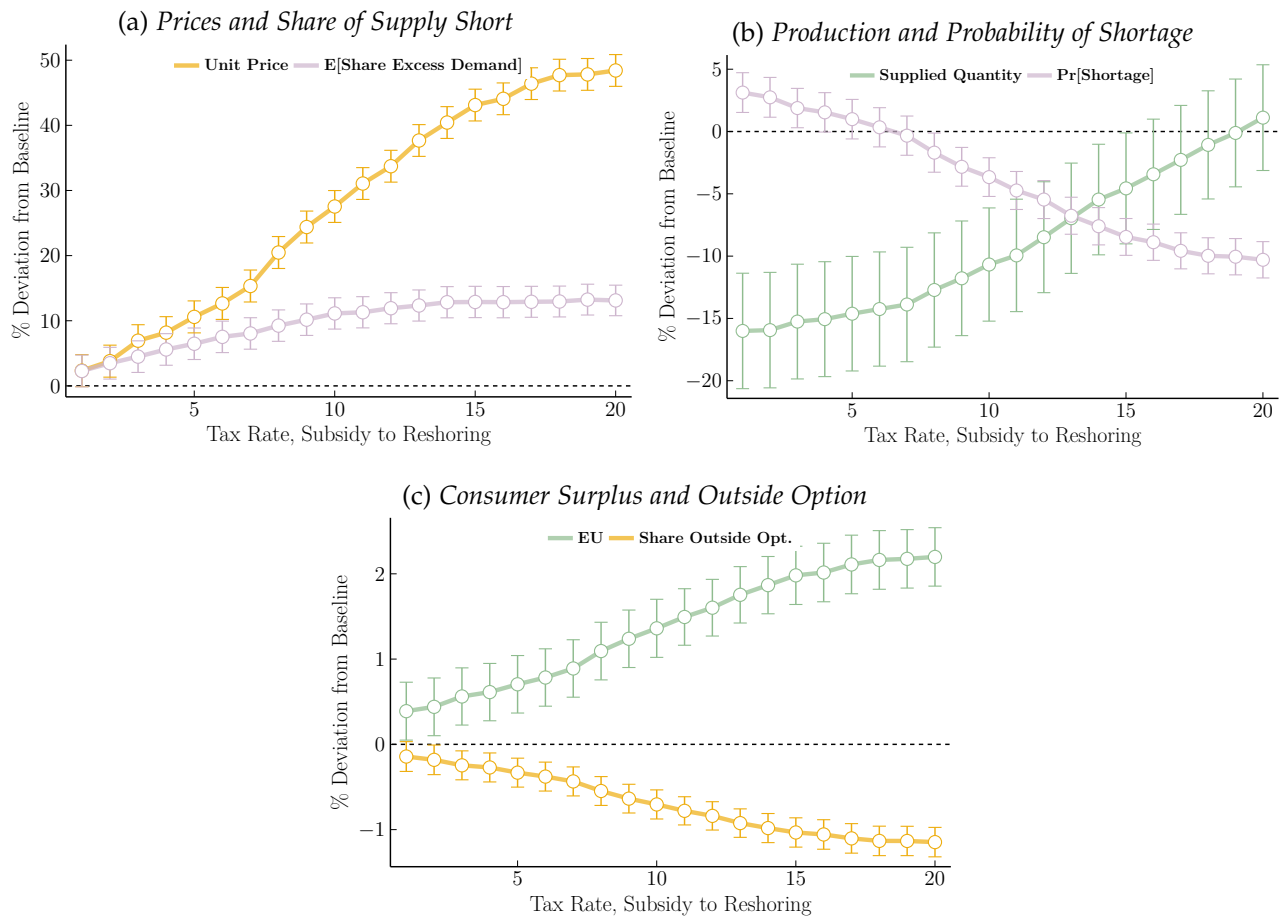 (a) Prices and Share of Supply Short
Unit Price E[Share Excess Demand]
% Deviation from Baseline
50
40
30
20
10
0
5 10 15 20
Tax Rate, Subsidy to Reshoring
(b) Production and Probability of Shortage
Supplied Quantity Pr[Shortage]
% Deviation from Baseline
5
0
−5
−10
−15
−20
5 10 15 20
Tax Rate, Subsidy to Reshoring
(c) Consumer Surplus and Outside Option
EU Share Outside Opt.
% Deviation from Baseline
2
1
0
−1
5 10 15 20
Tax Rate, Subsidy to Reshoring